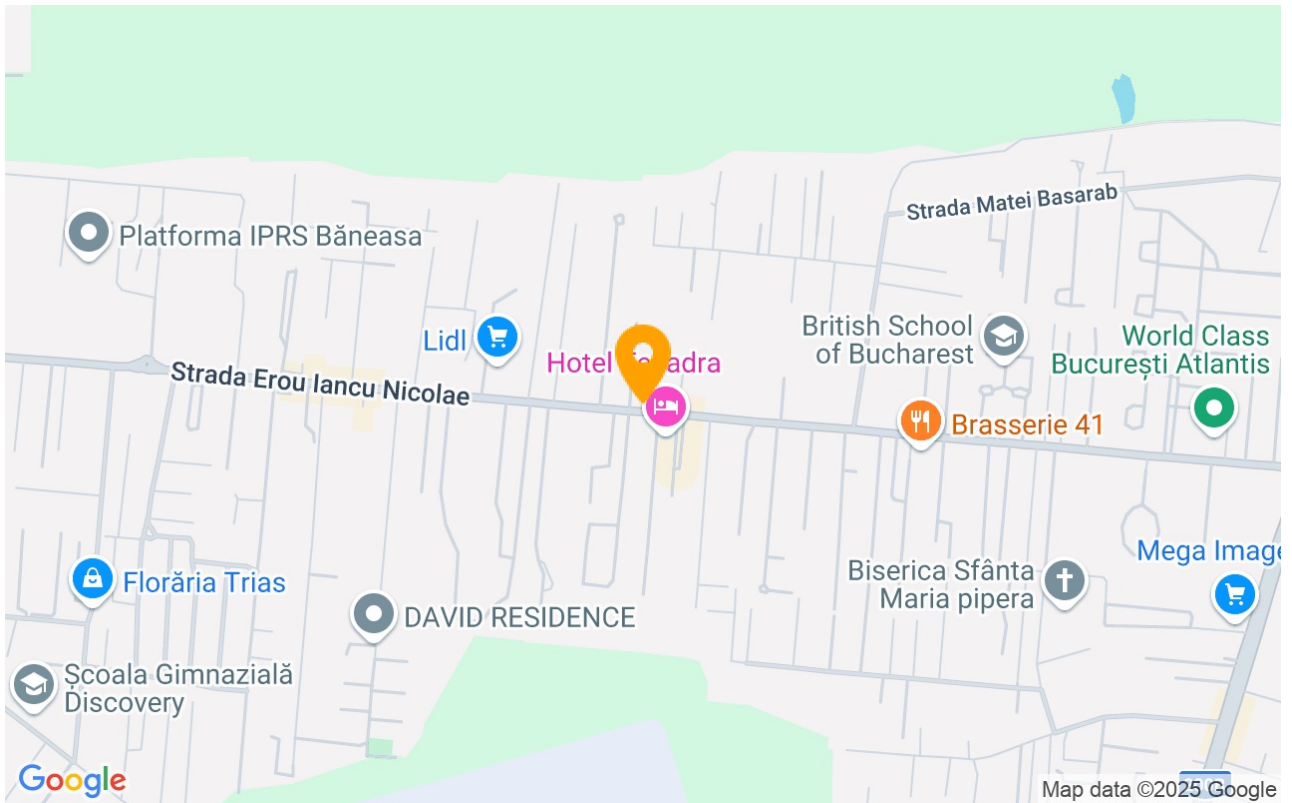 Strada Matei Basarab
Platforma IPRS Băneasa
British School
of Bucharest
World Class
București Atlantis
Lidl
Hotel
Strada Erou Iancu Nicolae
Brasserie 41
Mega Image
Biserica Sfânta
Maria pipera
Florăria Trias
DAVID RESIDENCE
Școala Gimnazială
Discovery
Google
Map data ©2025 Google